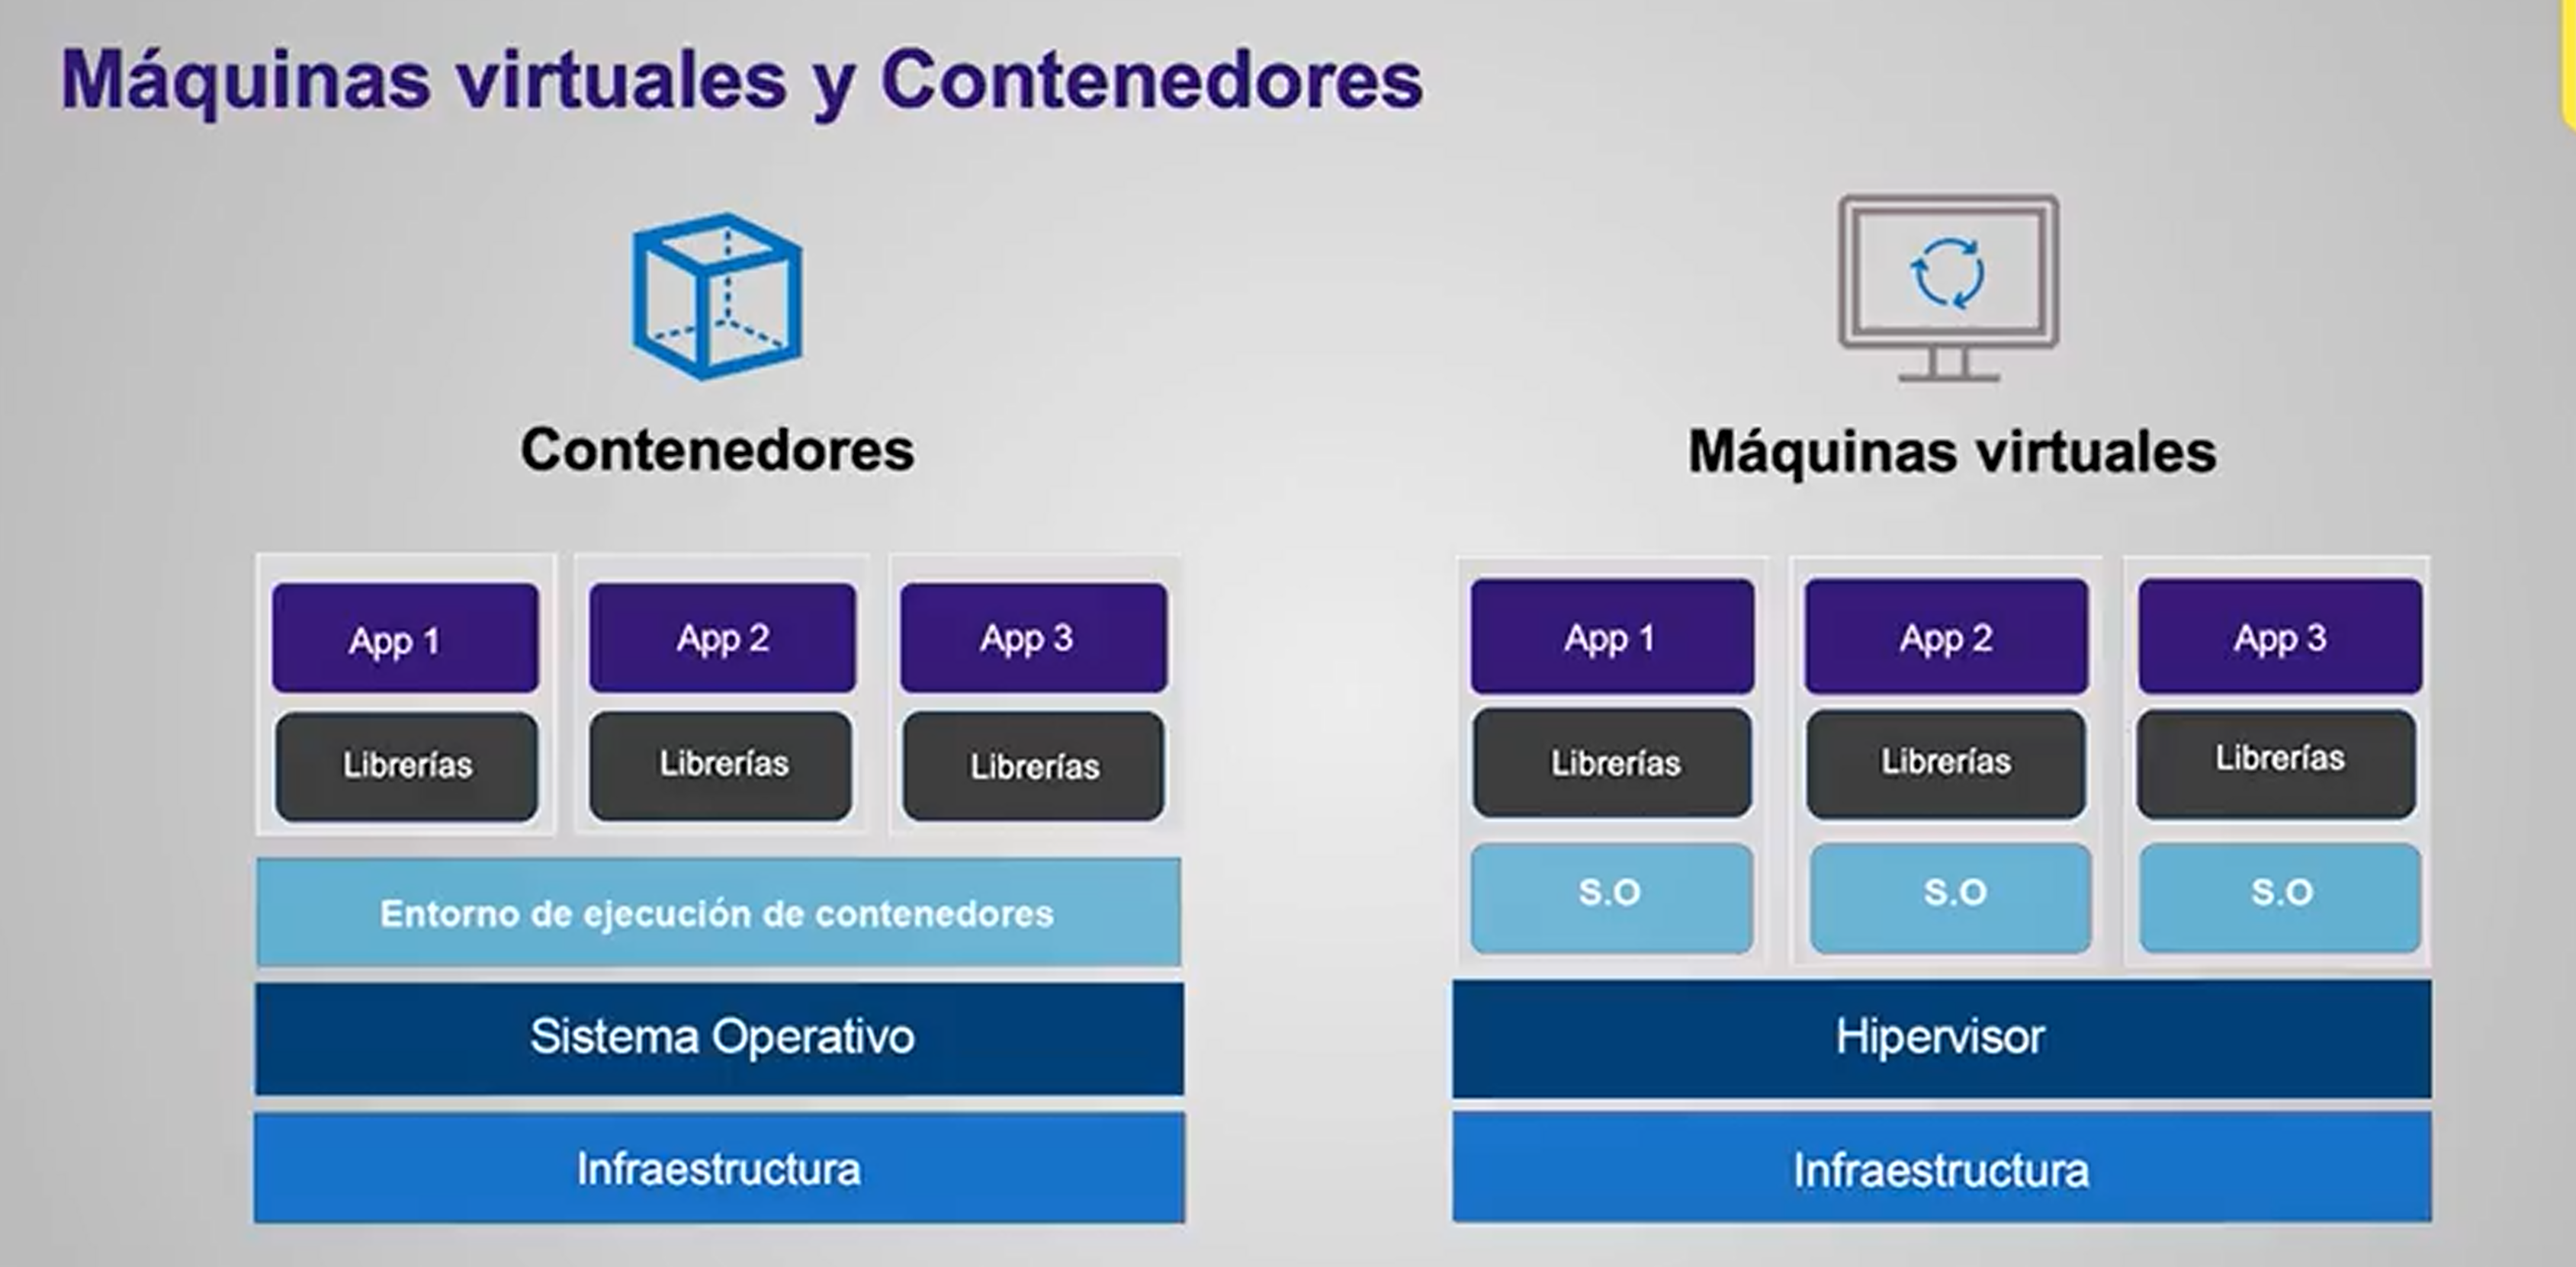 Máquinas virtuales y Contenedores
Contenedores
App 1
App 2
App 3
Librerías
Librerías
Librerías
Entorno de ejecución de contenedores
Sistema Operativo
Infraestructura
Máquinas virtuales
App 1
App 2
App 3
Librerías
Librerías
Librerías
S.O
S.O
S.O
Hipervisor
Infraestructura